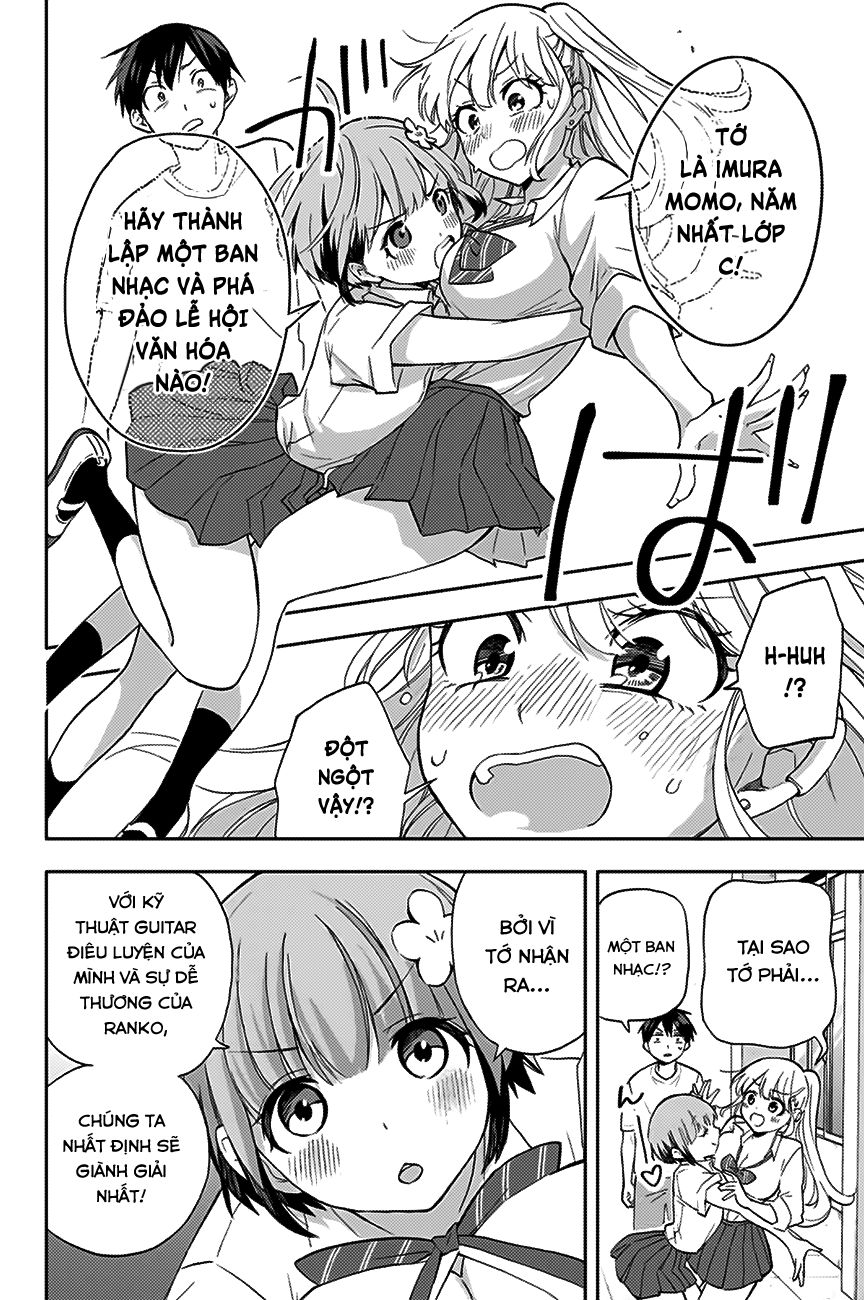 TỚ
LÀ IMURA
MOMO, NĂM
NHẤT LỚP
C!
ガバ
HÃY THÀNH
LẬP MỘT BAN
NHẠC VÀ PHÁ
ĐẢO LỄ HỘI
VĂN HÓA
NÀO!
ばッ
H-HUH
!?
ĐỘT
NGỘT
VẬY!?
TẠI SAO
TỚ PHẢI...
MỘT BAN
NHẠC!?
BỞI VÌ
TỚ NHẬN
RA...
VỚI KỸ
THUẬT GUITAR
ĐIÊU LUYỆN CỦA
MÌNH VÀ SỰ DỄ
THƯƠNG CỦA
RANKO,
CHÚNG TA
NHẤT ĐỊNH SẼ
GIÀNH GIẢI
NHẤT!